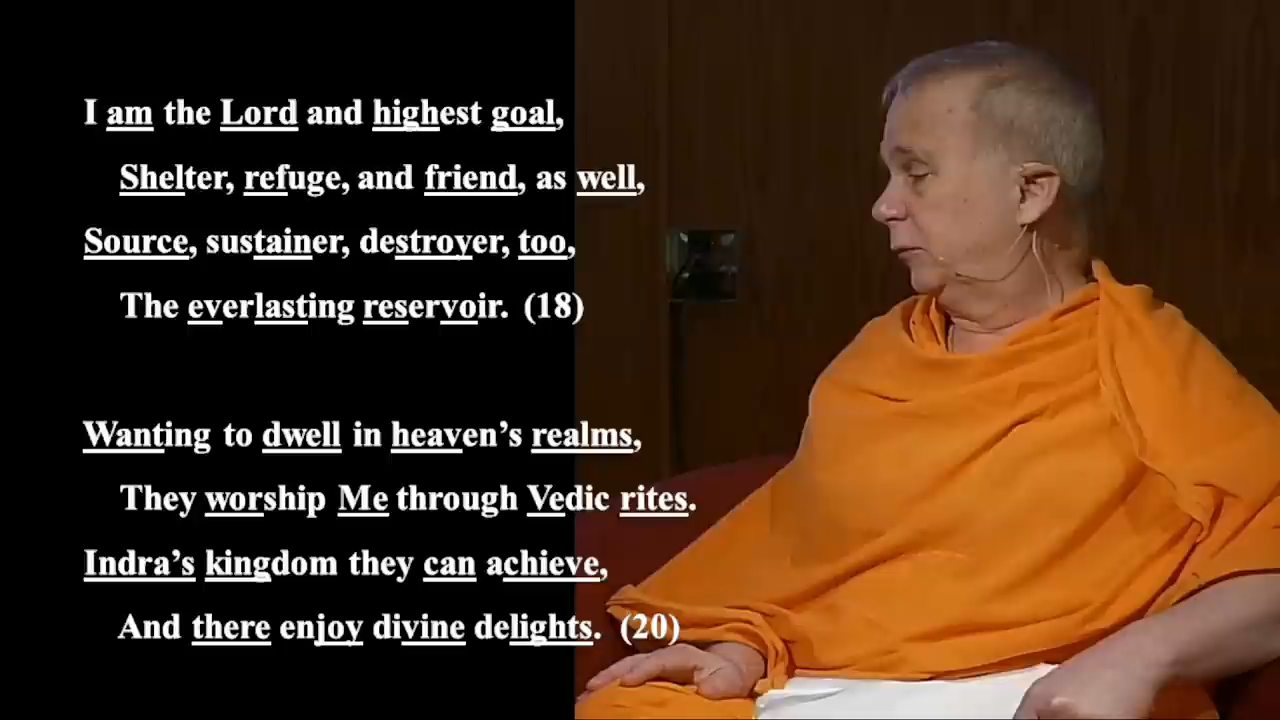 I am the Lord and highest goal,
Shelter, refuge, and friend, as well,
Source, sustainer, destroyer, too,
The everlasting reservoir. (18)
Wanting to dwell in heaven’s realms,
They worship Me through Vedic rites.
Indra’s kingdom they can achieve,
And there enjoy divine delights. (20)